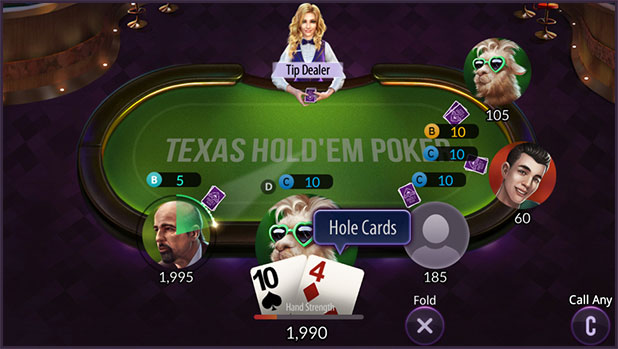 Tip Dealer
105
TEXAS HOLD'EM POKER
B 10
C 10
B 5
D C 10
C 10
60
Hole Cards
1,995
185
10 4
Hand Strength
Fold
Call Any
C
1,990